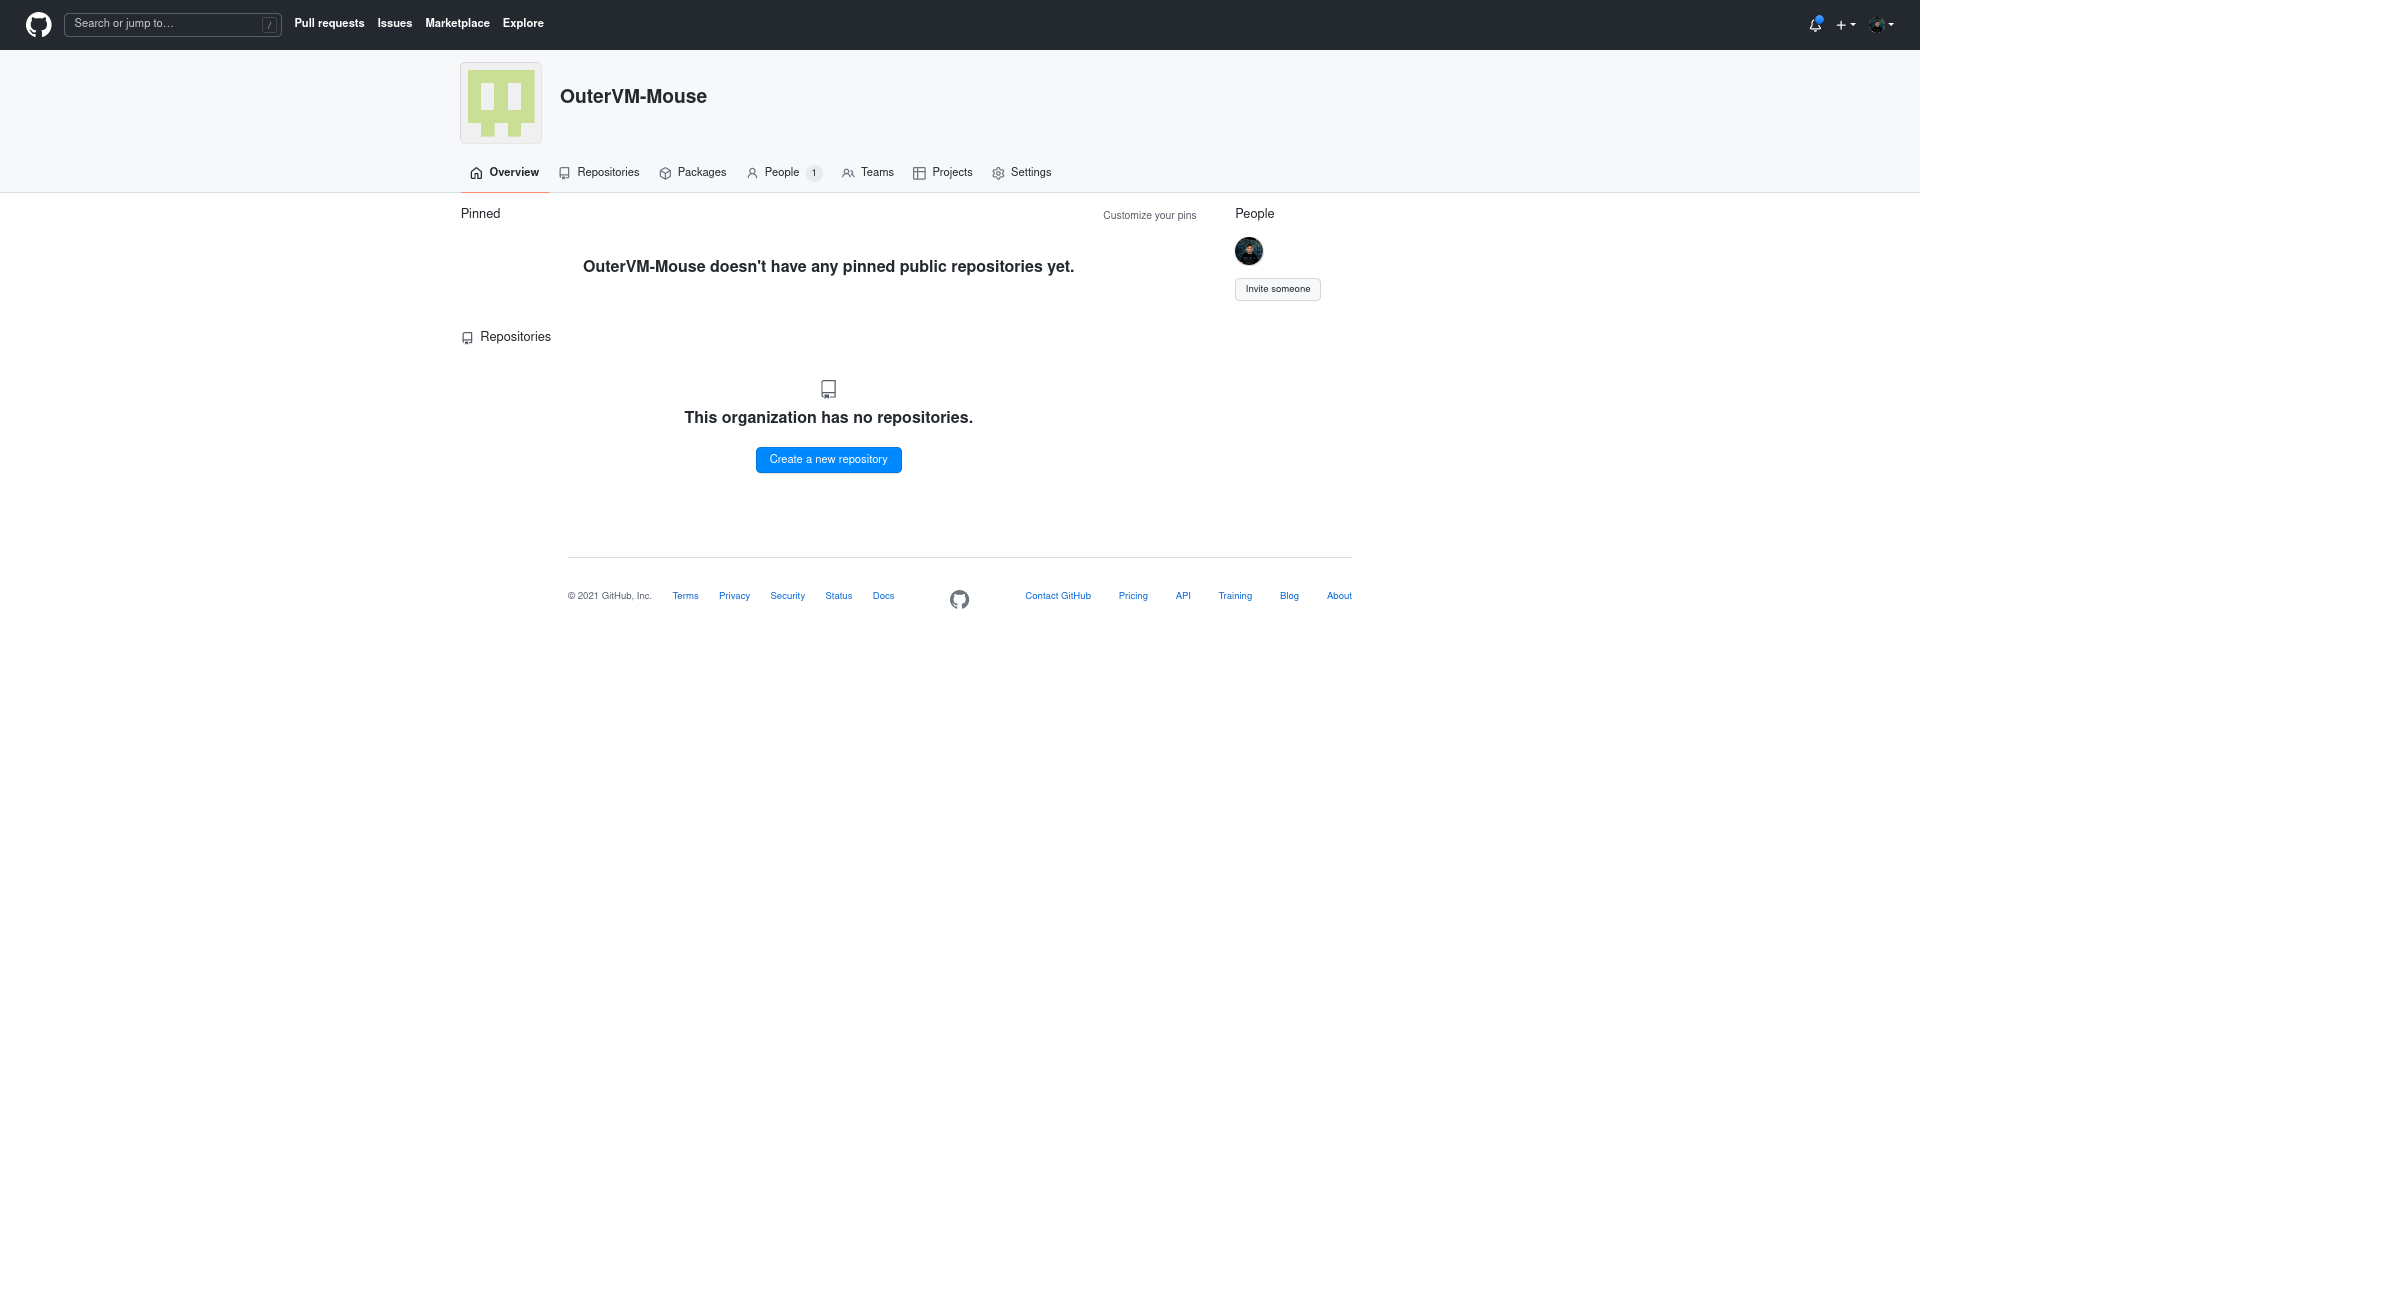 Search or jump to… /
Pull requests Issues Marketplace Explore
OuterVM-Mouse
Overview Repositories Packages People 1 Teams Projects Settings
Pinned
Customize your pins
OuterVM-Mouse doesn't have any pinned public repositories yet.
Repositories
This organization has no repositories.
Create a new repository
People
Invite someone
© 2021 GitHub, Inc. Terms Privacy Security Status Docs Contact GitHub Pricing API Training Blog About